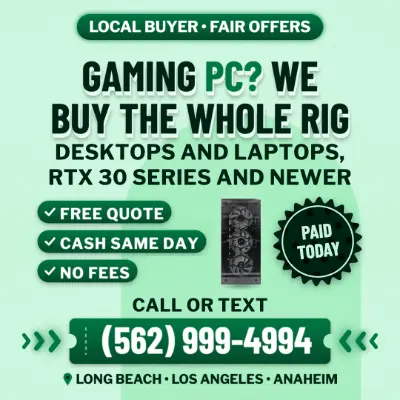 LOCAL BUYER • FAIR OFFERS
GAMING PC? WE
BUY THE WHOLE RIG
DESKTOPS AND LAPTOPS,
RTX 30 SERIES AND NEWER
FREE QUOTE
CASH SAME DAY
NO FEES
PAID
TODAY
CALL OR TEXT
(562) 999-4994
LONG BEACH • LOS ANGELES • ANAHEIM